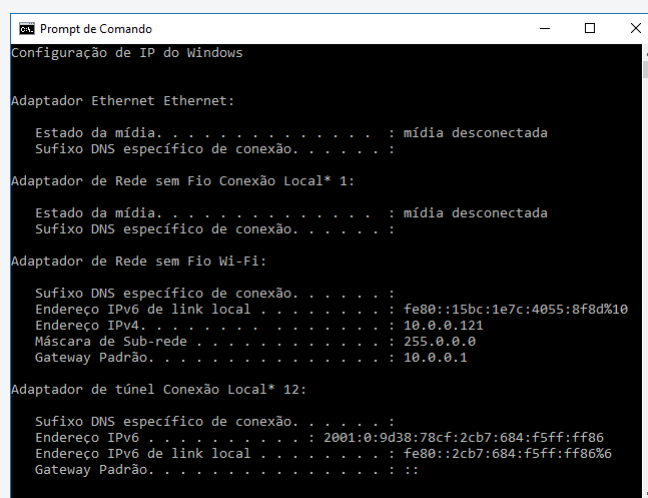 Prompt de Comando
Configuração de IP do Windows
Adaptador Ethernet Ethernet:
Estado da mídia. . . . . . . . . . . . . . : mídia desconectada
Sufixo DNS específico de conexão. . . . . . :
Adaptador de Rede sem Fio Conexão Local* 1:
Estado da mídia. . . . . . . . . . . . . . : mídia desconectada
Sufixo DNS específico de conexão. . . . . . :
Adaptador de Rede sem Fio Wi-Fi:
Sufixo DNS específico de conexão. . . . . . :
Endereço IPv6 de link local . . . . . . . . : fe80::15bc:1e7c:4055:8f8d%10
Endereço IPv4. . . . . . . . . . . . . . . : 10.0.0.121
Máscara de Sub-rede . . . . . . . . . . . . : 255.0.0.0
Gateway Padrão. . . . . . . . . . . . . . . : 10.0.0.1
Adaptador de túnel Conexão Local* 12:
Sufixo DNS específico de conexão. . . . . . :
Endereço IPv6 . . . . . . . . . . : 2001:0:9d38:78cf:2cb7:684:f5ff:ff86
Endereço IPv6 de link local . . . . . . . . : fe80::2cb7:684:f5ff:ff86%6
Gateway Padrão. . . . . . . . . . . . . . . : ::